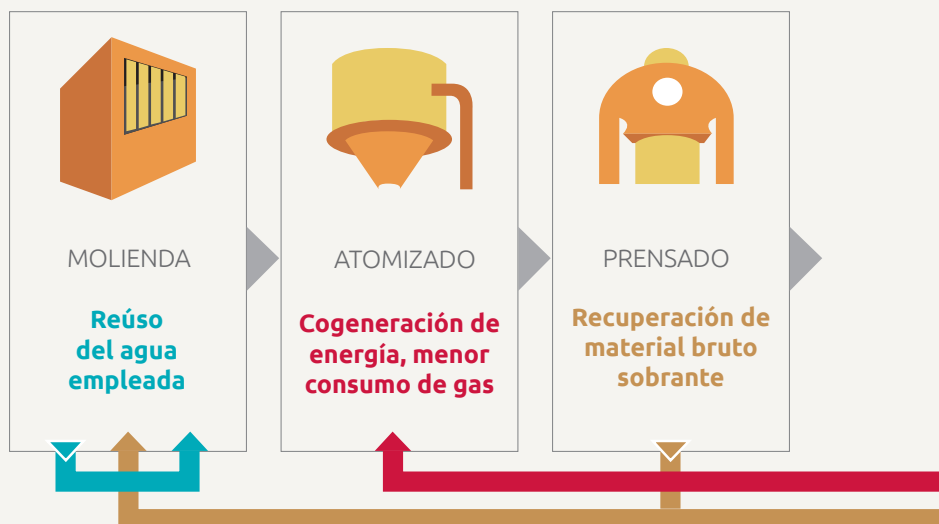 MOLIENDA
Reúso
del agua
empleada
ATOMIZADO
Cogeneración de
energía, menor
consumo de gas
PRENSADO
Recuperación de
material bruto
sobrante